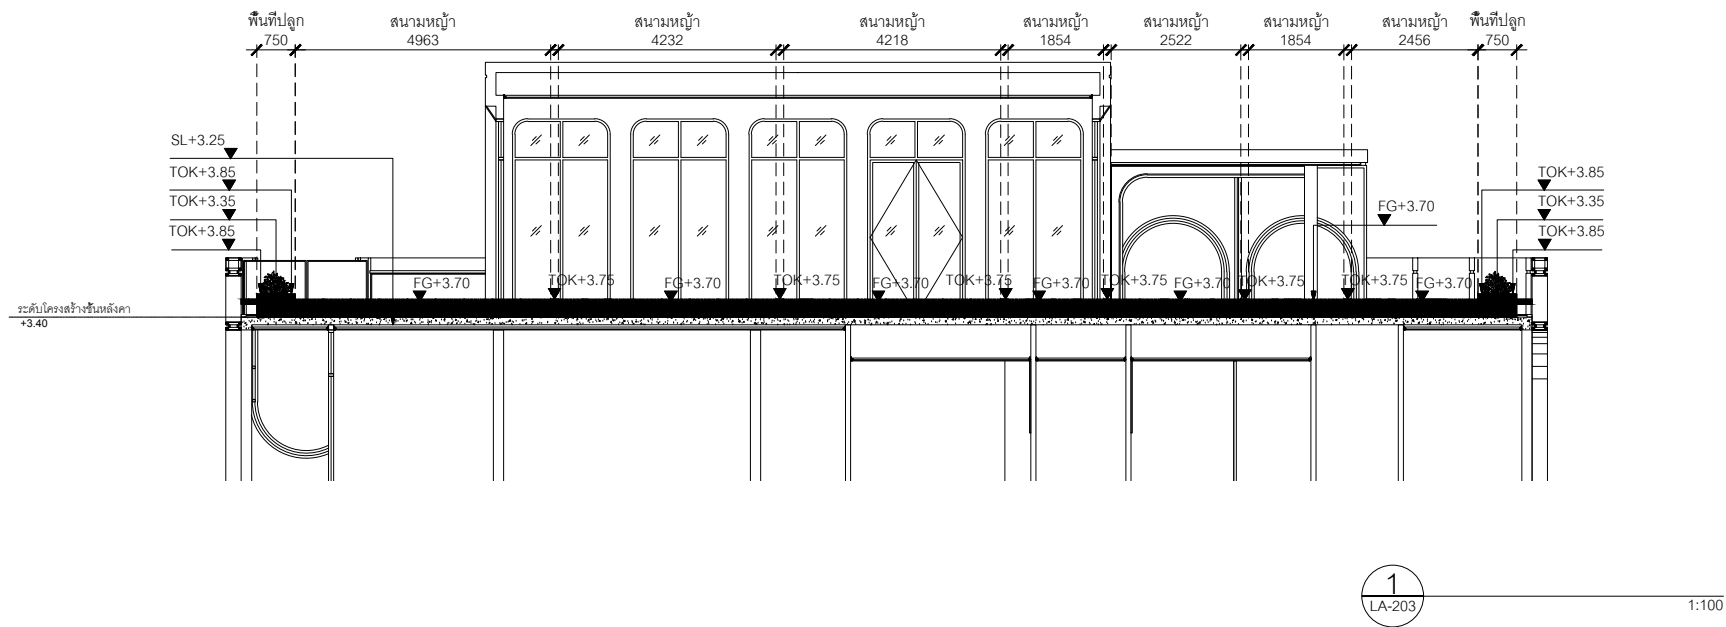 พื้นที่ปลูก สนามหญ้า สนามหญ้า สนามหญ้า สนามหญ้า สนามหญ้า สนามหญ้า สนามหญ้า พื้นที่ปลูก
750 4963 4232 4218 1854 2522 1854 2456 750
SL+3.25
TOK+3.85 TOK+3.85
TOK+3.35 FG+3.70 TOK+3.35
TOK+3.85 TOK+3.85
FG+3.70 TOK+3.75 FG+3.70 TOK+3.75 FG+3.70 TOK+3.75 FG+3.70 TOK+3.75 FG+3.70 TOK+3.75 TOK+3.75 FG+3.70
ระดับโครงสร้างชั้นหลังคา
+3.40
1
LA-203 1:100